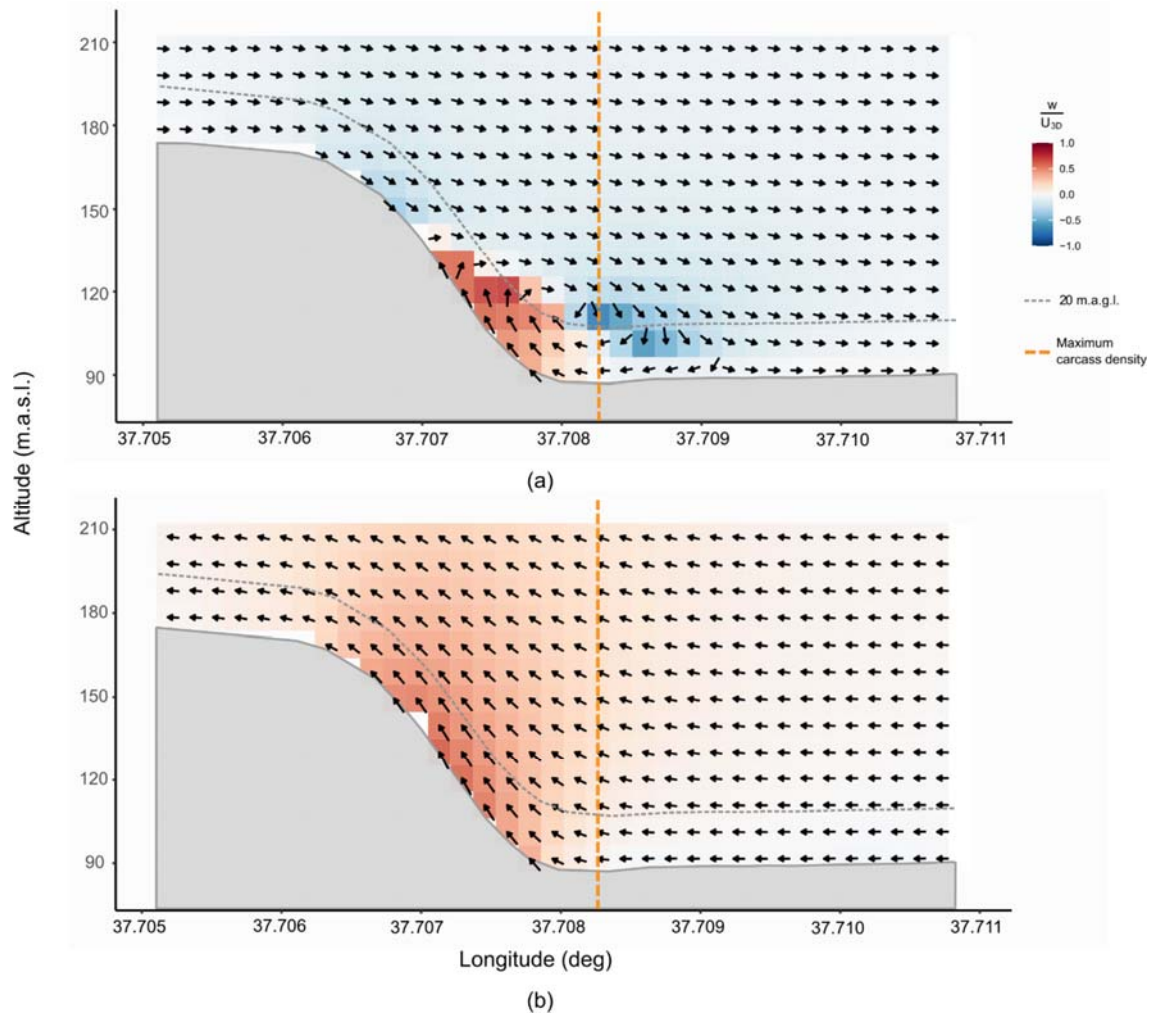 210
180
150
120
90
37.705 37.706 37.707 37.708 37.709 37.710 37.711
w
U3D
1.0
0.5
0.0
−0.5
−1.0
20 m.a.g.l.
Maximum
carcass density
(a)
Altitude (m.a.s.l.)
210
180
150
120
90
37.705 37.706 37.707 37.708 37.709 37.710 37.711
Longitude (deg)
(b)